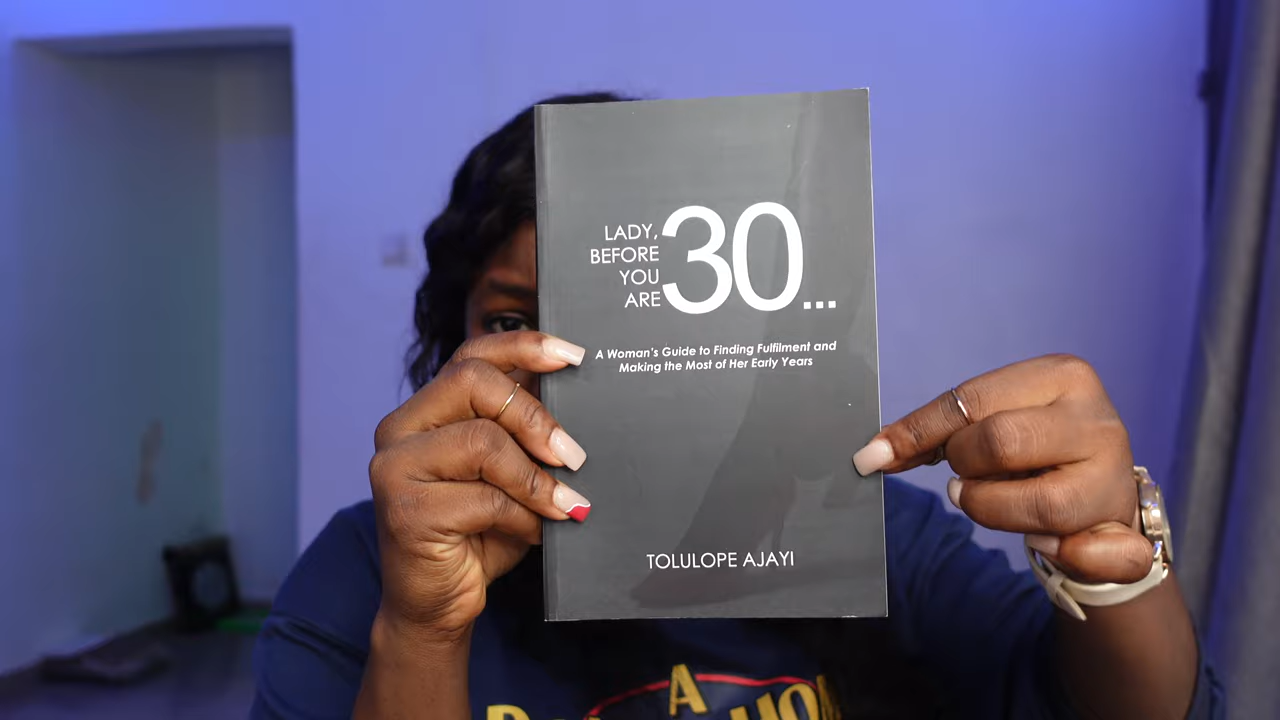 LADY,
BEFORE
YOU
ARE
30...
A Woman's Guide to Finding Fulfilment and
Making the Most of Her Early Years
TOLULOPE AJAYI
A